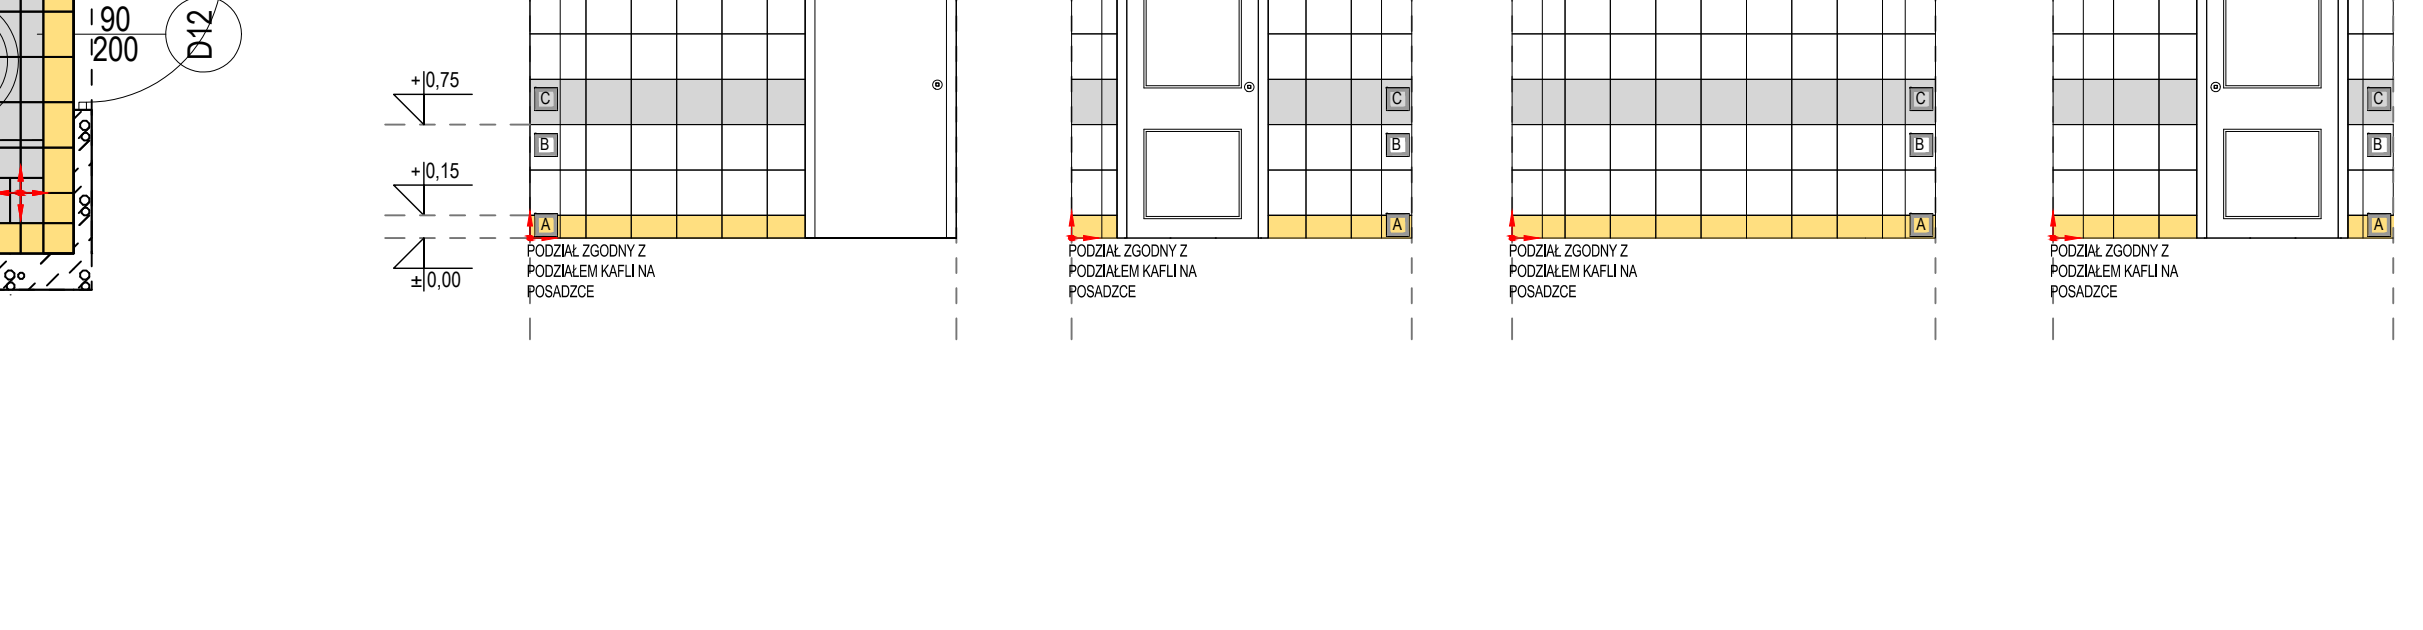 90
200
D12
+0,75
+0,15
±0,00
C
B
A
PODZIAŁ ZGODNY Z
PODZIAŁEM KAFLI NA
POSADZCE
C
B
A
PODZIAŁ ZGODNY Z
PODZIAŁEM KAFLI NA
POSADZCE
C
B
A
PODZIAŁ ZGODNY Z
PODZIAŁEM KAFLI NA
POSADZCE
C
B
A
PODZIAŁ ZGODNY Z
PODZIAŁEM KAFLI NA
POSADZCE